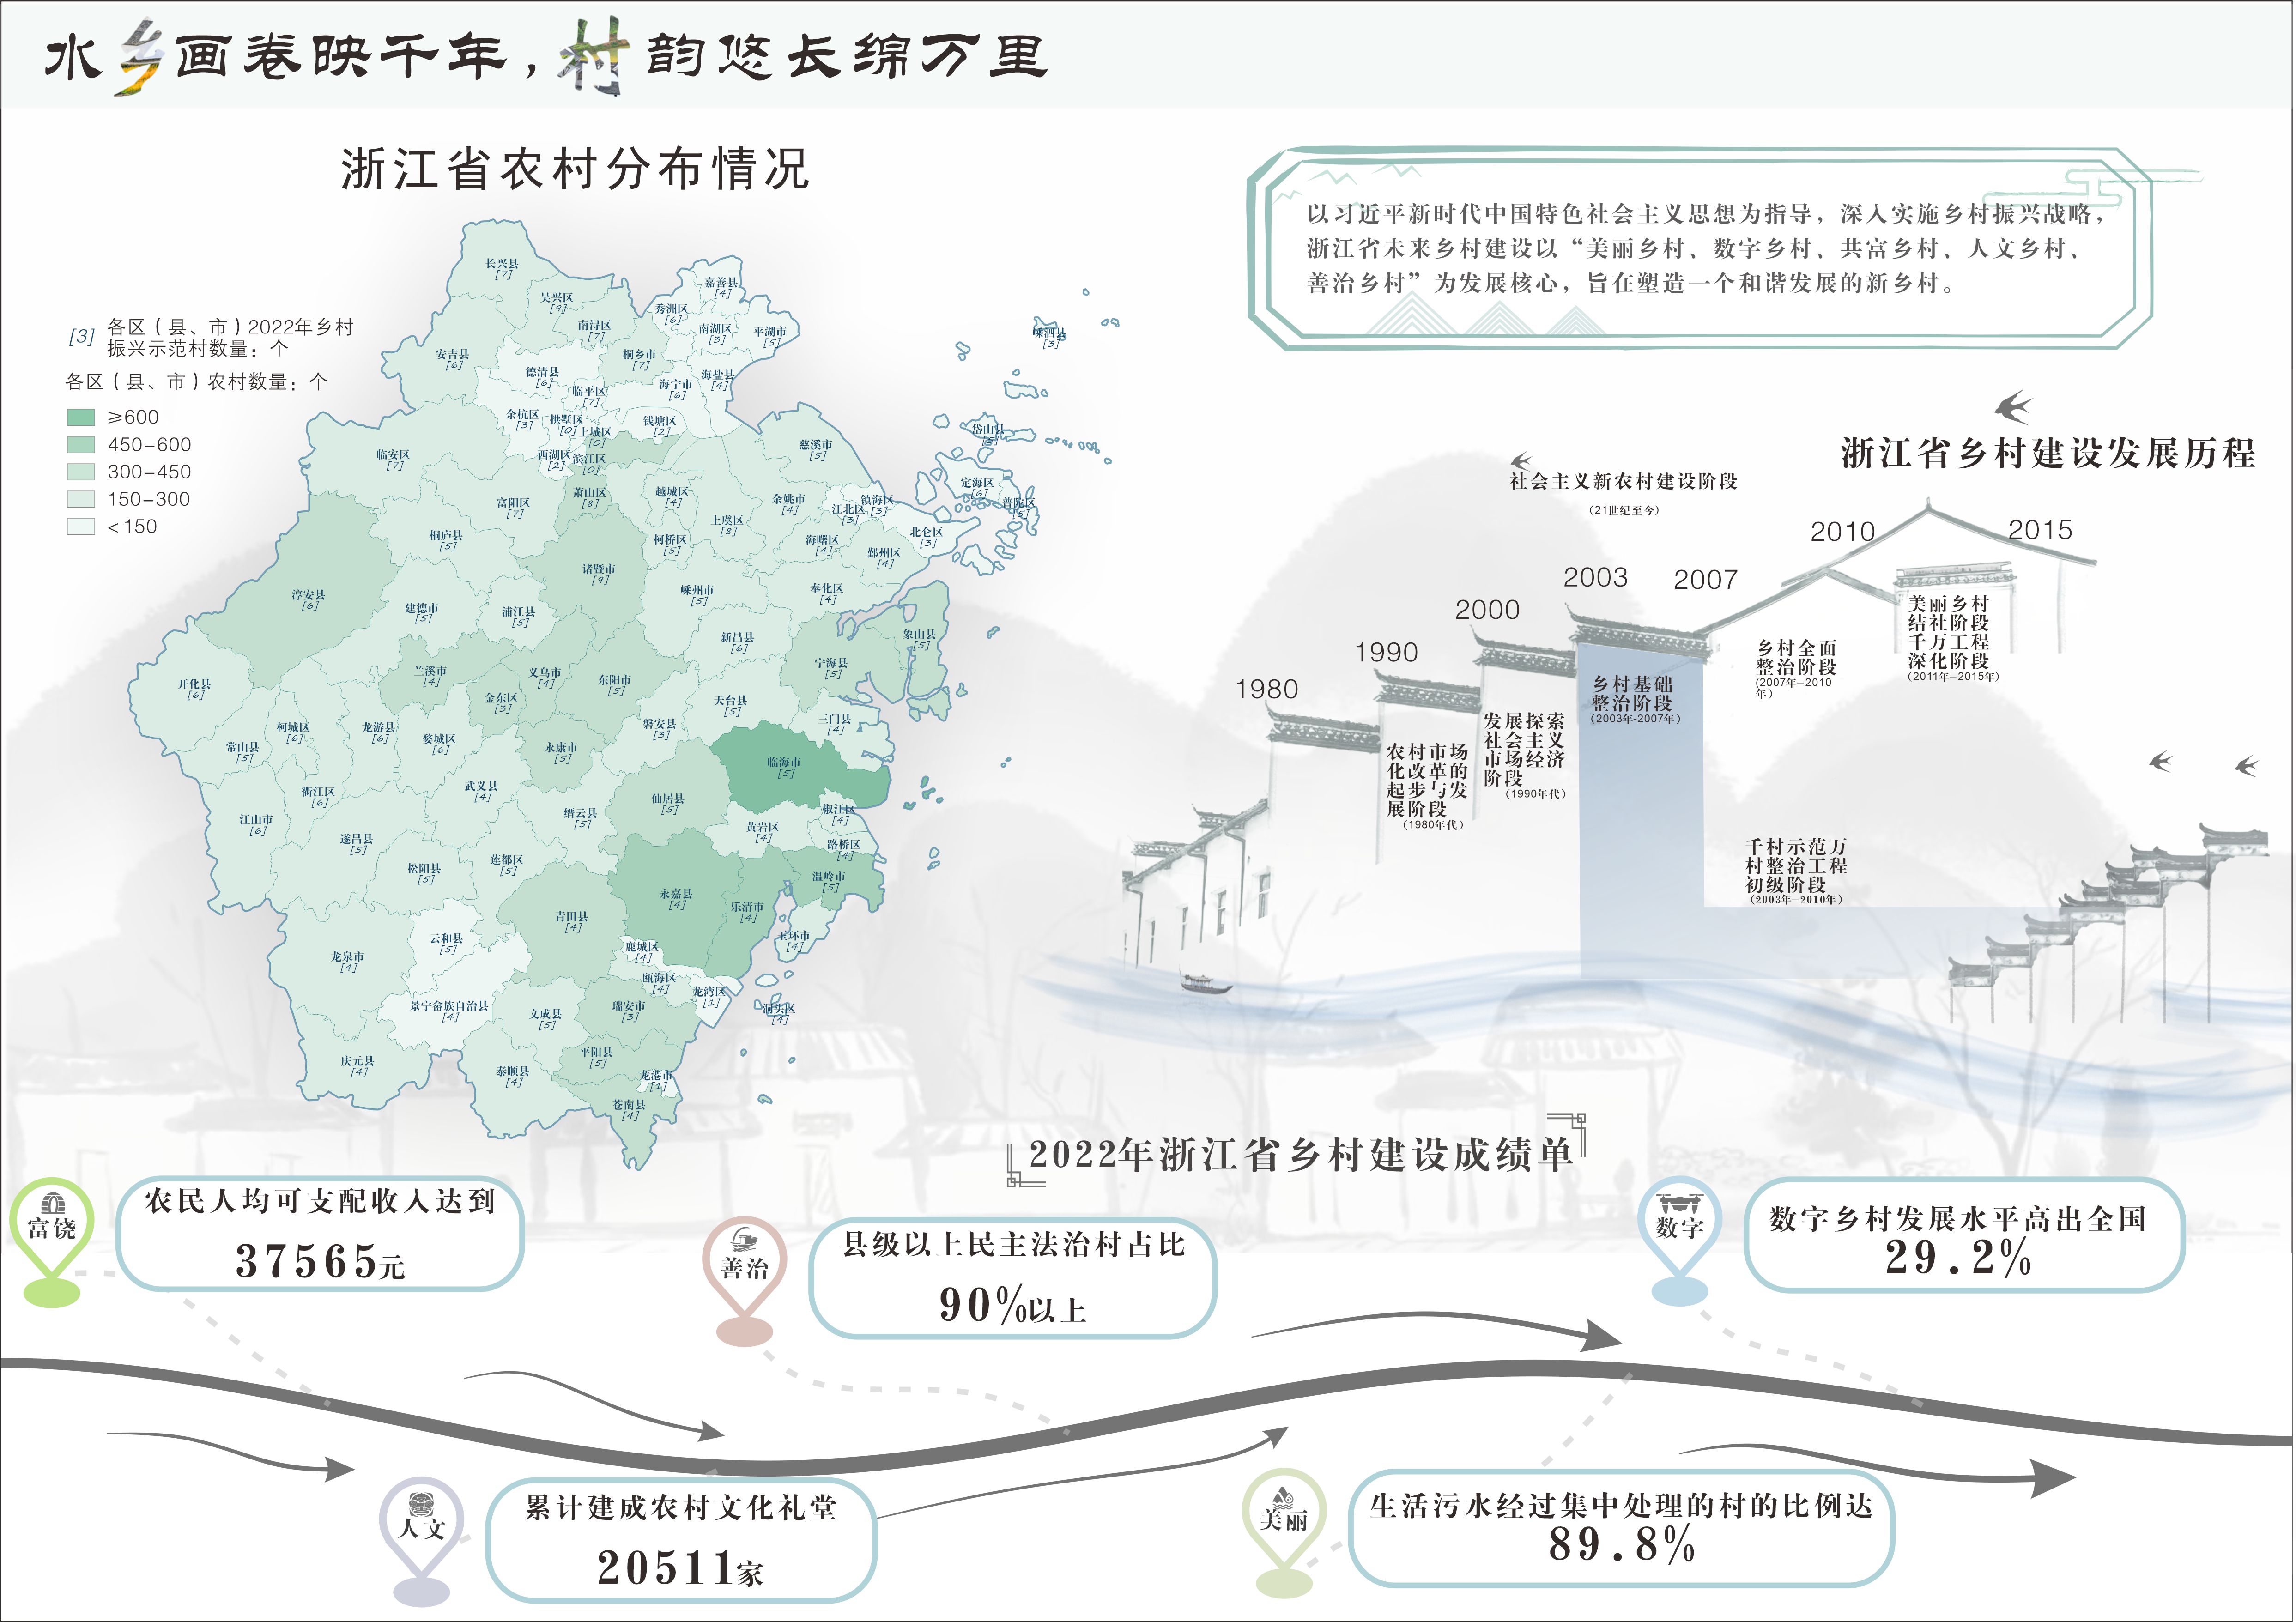 水乡画卷映千年,村韵悠长绵万里
浙江省农村分布情况
[3] 各区(县、市)2022年乡村
振兴示范村数量:个
各区(县、市)农村数量:个
≥600
450-600
300-450
150-300
<150
长兴县
[7]
吴兴区
[9]
南浔区
[7]
安吉县
[6]
德清县
[6]
嘉善县
[4]
秀洲区
[6]
南湖区
[3]
平湖市
[5]
桐乡市
[7]
海宁市
[6]
海盐县
[4]
临平区
[7]
余杭区
[3]
拱墅区
[0]
上城区
[0]
钱塘区
[2]
西湖区
[2]
滨江区
[0]
临安区
[7]
富阳区
[7]
萧山区
[8]
越城区
[4]
慈溪市
[5]
余姚市
[4]
镇海区
[3]
江北区
[3]
北仑区
[3]
嵊泗县
[3]
岱山县
定海区
[6]
普陀区
桐庐县
[5]
柯桥区
[5]
上虞区
[8]
海曙区
[4]
鄞州区
[4]
诸暨市
[9]
淳安县
[6]
建德市
[5]
浦江县
[5]
嵊州市
[5]
奉化区
[4]
新昌县
[6]
象山县
[5]
宁海县
[5]
开化县
[6]
兰溪市
[4]
义乌市
[4]
金东区
[3]
东阳市
[5]
天台县
[5]
三门县
[4]
柯城区
[6]
龙游县
[6]
婺城区
[6]
磐安县
[3]
常山县
[5]
永康市
[5]
临海市
[5]
衢江区
[6]
武义县
[4]
缙云县
[5]
仙居县
[5]
椒江区
[4]
黄岩区
[4]
江山市
[6]
遂昌县
[5]
松阳县
[5]
莲都区
[5]
路桥区
[4]
温岭市
[5]
永嘉县
[4]
乐清市
[4]
青田县
[4]
玉环市
[4]
云和县
[5]
龙泉市
[4]
鹿城区
[4]
瓯海区
[4]
龙湾区
[1]
洞头区
[4]
景宁畲族自治县
[4]
文成县
[5]
瑞安市
[3]
平阳县
[5]
庆元县
[4]
泰顺县
[4]
龙港市
[1]
苍南县
[4]
以习近平新时代中国特色社会主义思想为指导,深入实施乡村振兴战略,
浙江省未来乡村建设以“美丽乡村、数字乡村、共富乡村、人文乡村、
善治乡村”为发展核心,旨在塑造一个和谐发展的新乡村。
浙江省乡村建设发展历程
社会主义新农村建设阶段
(21世纪至今)
1980
1990
2000
2003
2007
2010
2015
农村市场
化改革的
起步与发
展阶段
(1980年代)
发展探索
社会主义
市场经济
阶段
(1990年代)
乡村基础
整治阶段
(2003年-2007年)
乡村全面
整治阶段
(2007年-2010
年)
美丽乡村
结社阶段
千万工程
深化阶段
(2011年-2015年)
千村示范万
村整治工程
初级阶段
(2003年-2010年)
2022年浙江省乡村建设成绩单
富饶
农民人均可支配收入达到
37565元
善治
县级以上民主法治村占比
90%以上
数字
数字乡村发展水平高出全国
29.2%
人文
累计建成农村文化礼堂
20511家
美丽
生活污水经过集中处理的村的比例达
89.8%